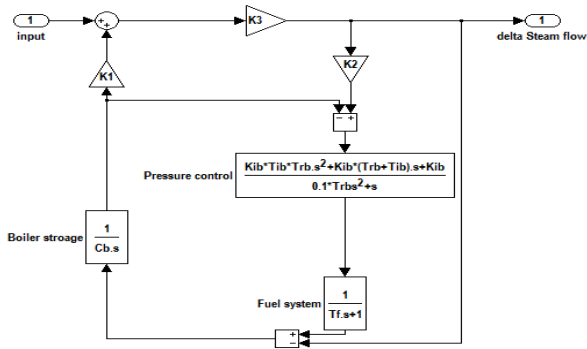 1
input
+
+
K3
1
delta Steam flow
K1
K2
− +
Pressure control
Kib*Tib*Trb.s²+Kib*(Trb+Tib).s+Kib
0.1*Trbs²+s
Boiler stroage
1
Cb.s
Fuel system
1
Tf.s+1
+
−